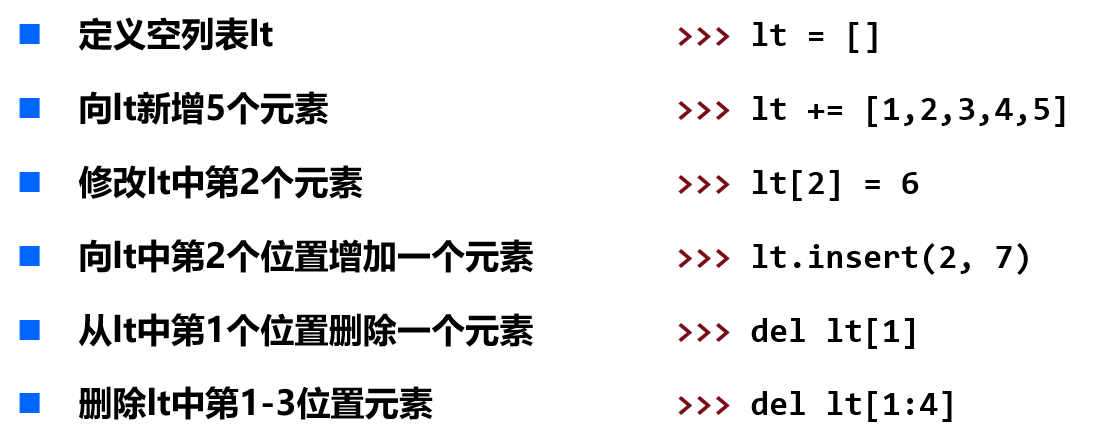 定义空列表lt >>> lt = []
向lt新增5个元素 >>> lt += [1,2,3,4,5]
修改lt中第2个元素 >>> lt[2] = 6
向lt中第2个位置增加一个元素 >>> lt.insert(2, 7)
从lt中第1个位置删除一个元素 >>> del lt[1]
删除lt中第1-3位置元素 >>> del lt[1:4]